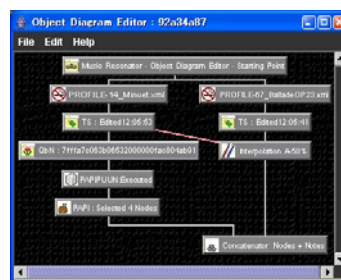 Object Diagram Editor : 92a34a87
File Edit Help
Music Resonator - Object Diagram Editor - Starting Point
PROFILE-14_Minuet.xml
PROFILE-67_BalladeOP23.xml
TS : Edited12:05:53
TS : Edited12:05:41
QbN :
Interpolation A-50%
PAPIPUUN:Executed
PAPI : Selected 4 Nodes
Concatenator Nodes + Notes